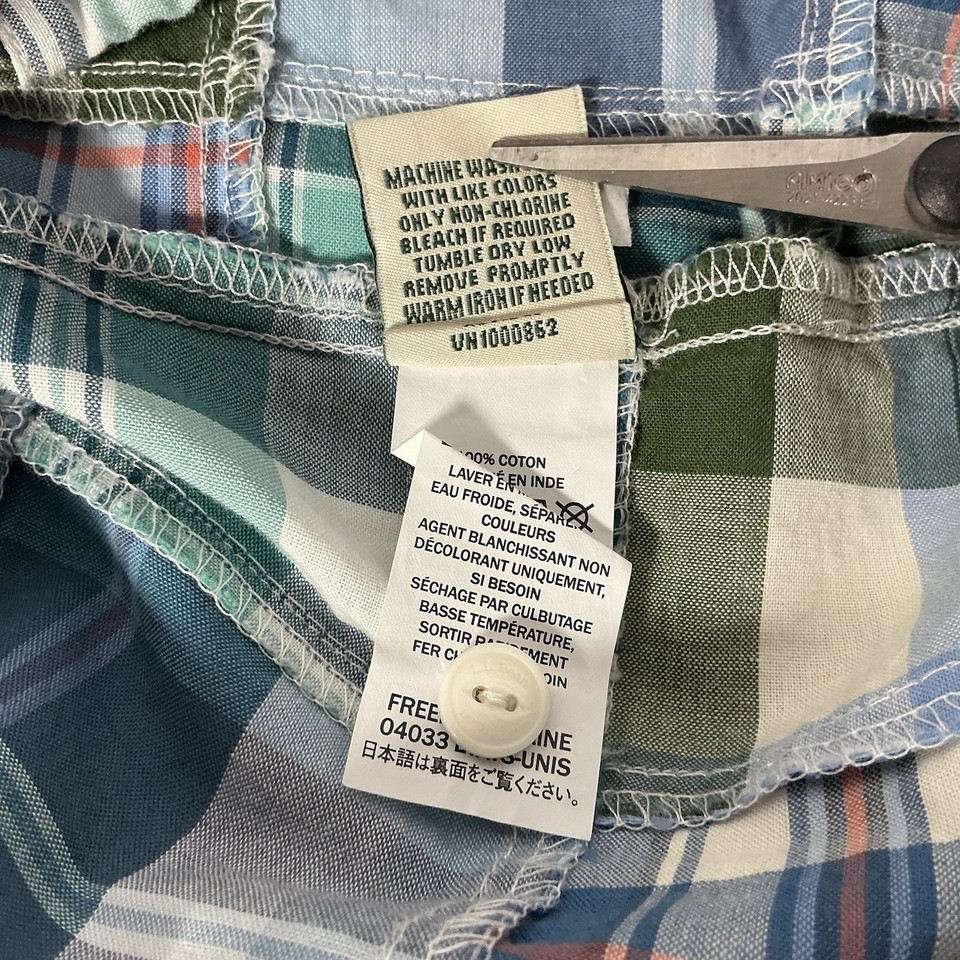 MACHINE WASH
WITH LIKE COLORS
ONLY NON-CHLORINE
BLEACH IF REQUIRED
TUMBLE DRY LOW
REMOVE PROMPTLY
WARM IRON IF NEEDED
VN1000862
100% COTON
LAVER EN INDE
EAU FROIDE,
COULEURS
AGENT BLANCHISSANT NON
DÉCOLORANT UNIQUEMENT,
SI BESOIN
SÉCHAGE PAR CULBUTAGE
BASSE TEMPÉRATURE,
SORTIR
FER
04033
日本語は裏面をご覧ください。